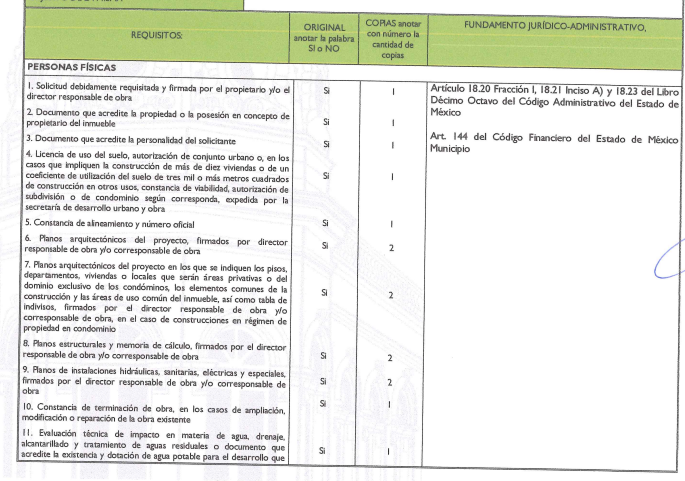 REQUISITOS:
ORIGINAL
anotar la palabra
SI o NO
COPIAS anotar
con número la
cantidad de
copias
FUNDAMENTO JURÍDICO-ADMINISTRATIVO,
PERSONAS FÍSICAS
1. Solicitud debidamente requisitada y firmada por el propietario y/o el
director responsable de obra
Si
1
Artículo 18.20 Fracción I, 18.21 Inciso A) y 18.23 del Libro
Décimo Octavo del Código Administrativo del Estado de
México
2. Documento que acredite la propiedad o la posesión en concepto de
propietario del inmueble
Si
1
3. Documento que acredite la personalidad del solicitante
Si
1
Art. 144 del Código Financiero del Estado de México
Municipio
4. Licencia de uso del suelo, autorización de conjunto urbano o, en los
casos que impliquen la construcción de más de diez viviendas o de un
coeficiente de utilización del suelo de tres mil o más metros cuadrados
de construcción en otros usos, constancia de viabilidad, autorización de
subdivisión o de condominio según corresponda, expedida por la
secretaría de desarrollo urbano y obra
Si
1
5. Constancia de alineamiento y número oficial
Si
1
6. Planos arquitectónicos del proyecto, firmados por director
responsable de obra y/o corresponsable de obra
Si
2
7. Planos arquitectónicos del proyecto en los que se indiquen los pisos,
departamentos, viviendas o locales que serán áreas privativas o del
dominio exclusivo de los condóminos, los elementos comunes de la
construcción y las áreas de uso común del inmueble, así como tabla de
indivisos, firmados por el director responsable de obra y/o
corresponsable de obra, en el caso de construcciones en régimen de
propiedad en condominio
Si
2
8. Planos estructurales y memoria de cálculo, firmados por el director
responsable de obra y/o corresponsable de obra
Si
2
9. Planos de instalaciones hidráulicas, sanitarias, eléctricas y especiales,
firmados por el director responsable de obra y/o corresponsable de
obra
Si
2
10. Constancia de terminación de obra, en los casos de ampliación,
modificación o reparación de la obra existente
Si
1
11. Evaluación técnica de impacto en materia de agua, drenaje,
alcantarillado y tratamiento de aguas residuales o documento que
acredite la existencia y dotación de agua potable para el desarrollo que
Si
1